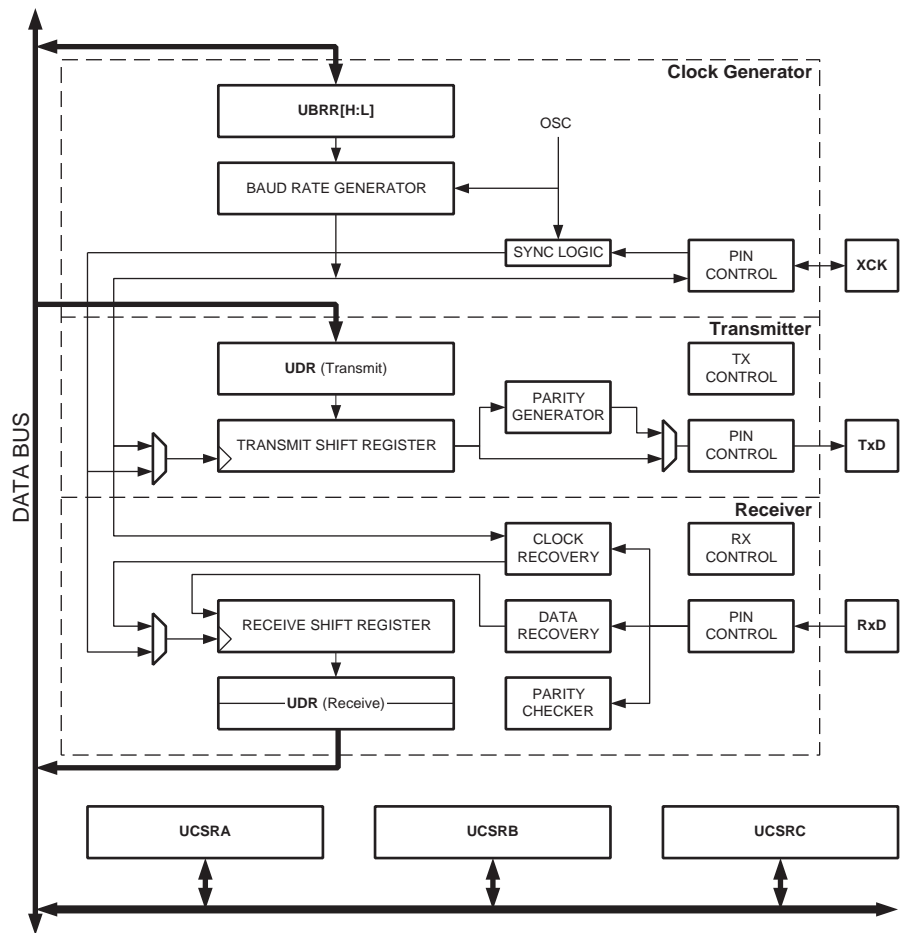 Clock Generator
UBRR[H:L]
OSC
BAUD RATE GENERATOR
SYNC LOGIC
PIN
CONTROL
XCK
Transmitter
UDR (Transmit)
TX
CONTROL
PARITY
GENERATOR
TRANSMIT SHIFT REGISTER
PIN
CONTROL
TxD
DATA BUS
Receiver
CLOCK
RECOVERY
RX
CONTROL
RECEIVE SHIFT REGISTER
DATA
RECOVERY
PIN
CONTROL
RxD
UDR (Receive)
PARITY
CHECKER
UCSRA
UCSRB
UCSRC